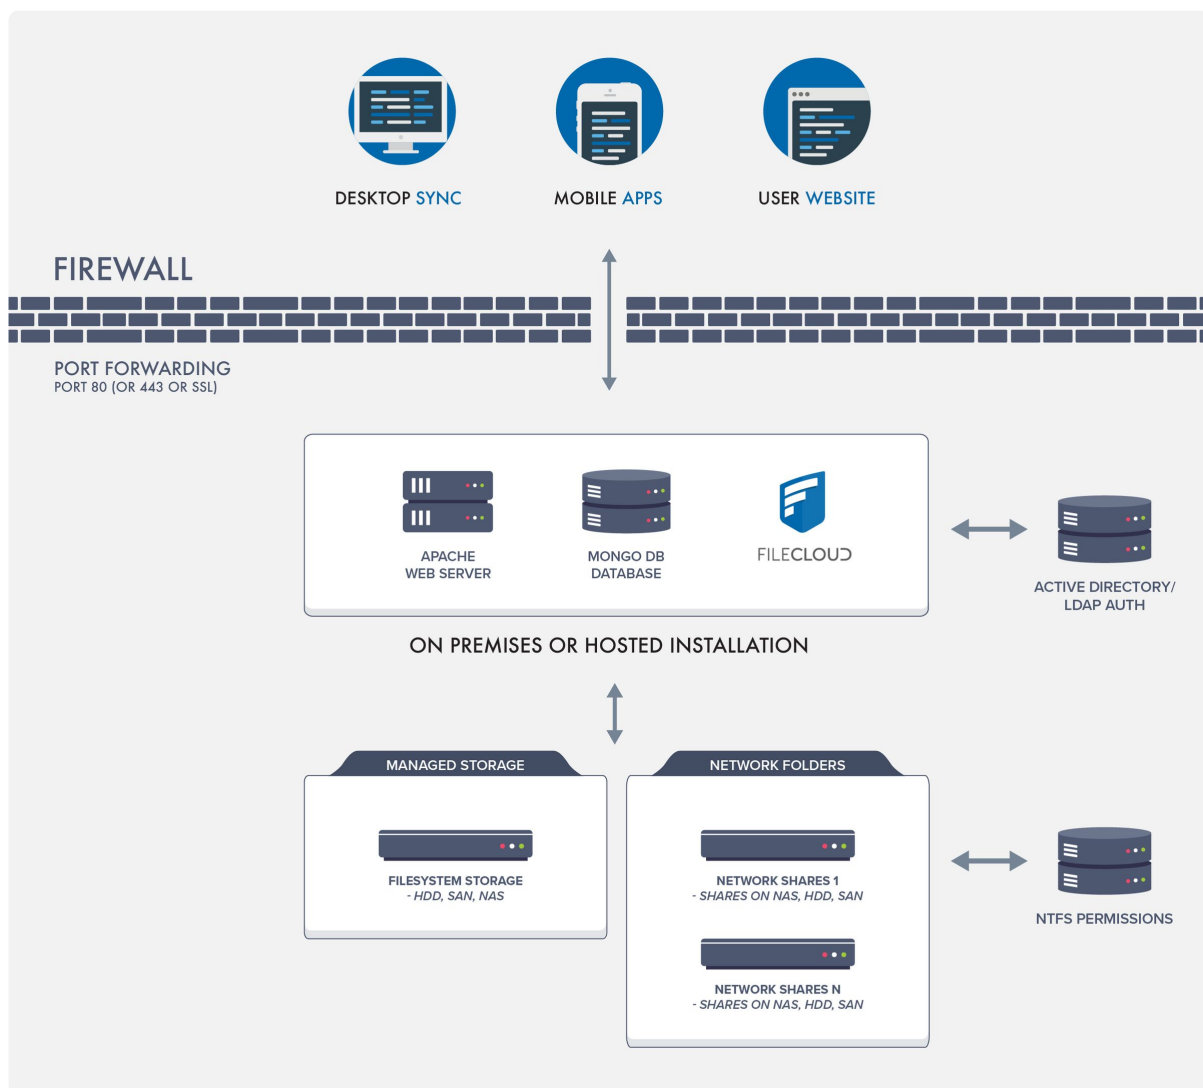 DESKTOP SYNC
MOBILE APPS
USER WEBSITE
FIREWALL
PORT FORWARDING
PORT 80 (OR 443 OR SSL)
APACHE
WEB SERVER
MONGO DB
DATABASE
FILECLOUD
ACTIVE DIRECTORY/
LDAP AUTH
ON PREMISES OR HOSTED INSTALLATION
MANAGED STORAGE
FILESYSTEM STORAGE
- HDD, SAN, NAS
NETWORK FOLDERS
NETWORK SHARES 1
- SHARES ON NAS, HDD, SAN
NETWORK SHARES N
- SHARES ON NAS, HDD, SAN
NTFS PERMISSIONS